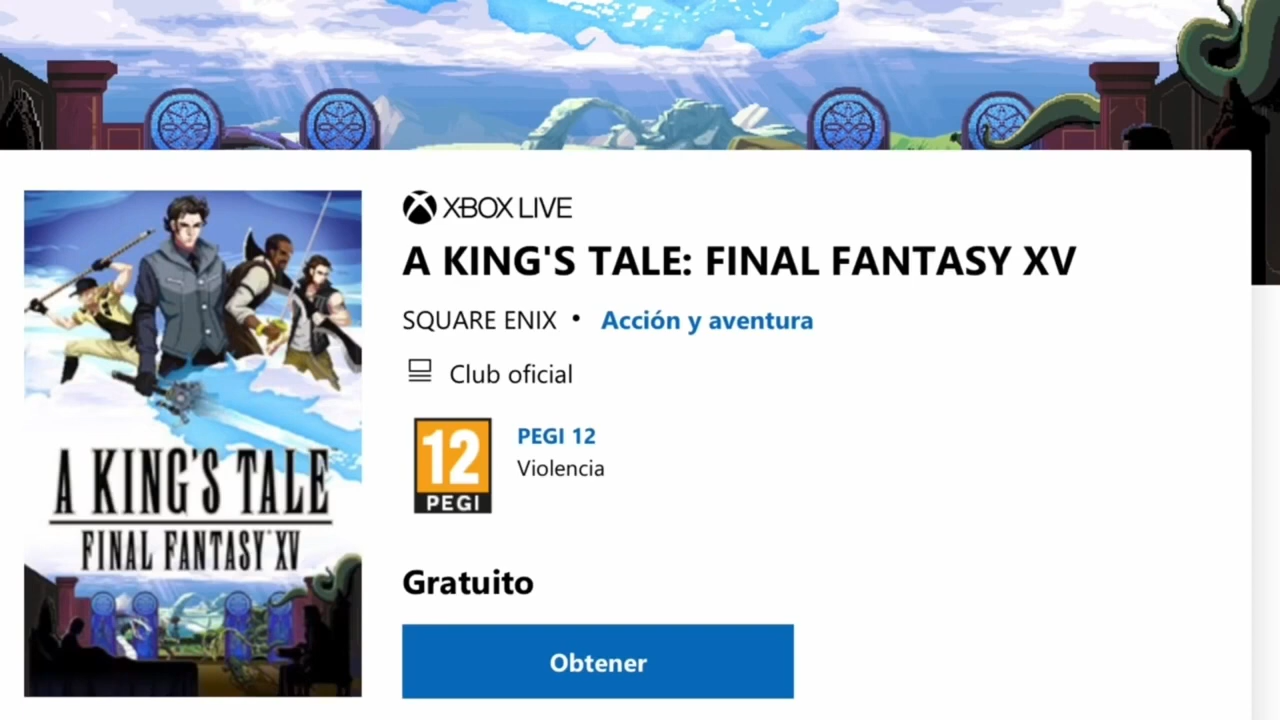 XBOX LIVE
A KING'S TALE: FINAL FANTASY XV
SQUARE ENIX • Acción y aventura
Club oficial
12
PEGI
PEGI 12
Violencia
Gratuito
Obtener
A KING'S TALE
FINAL FANTASY XV